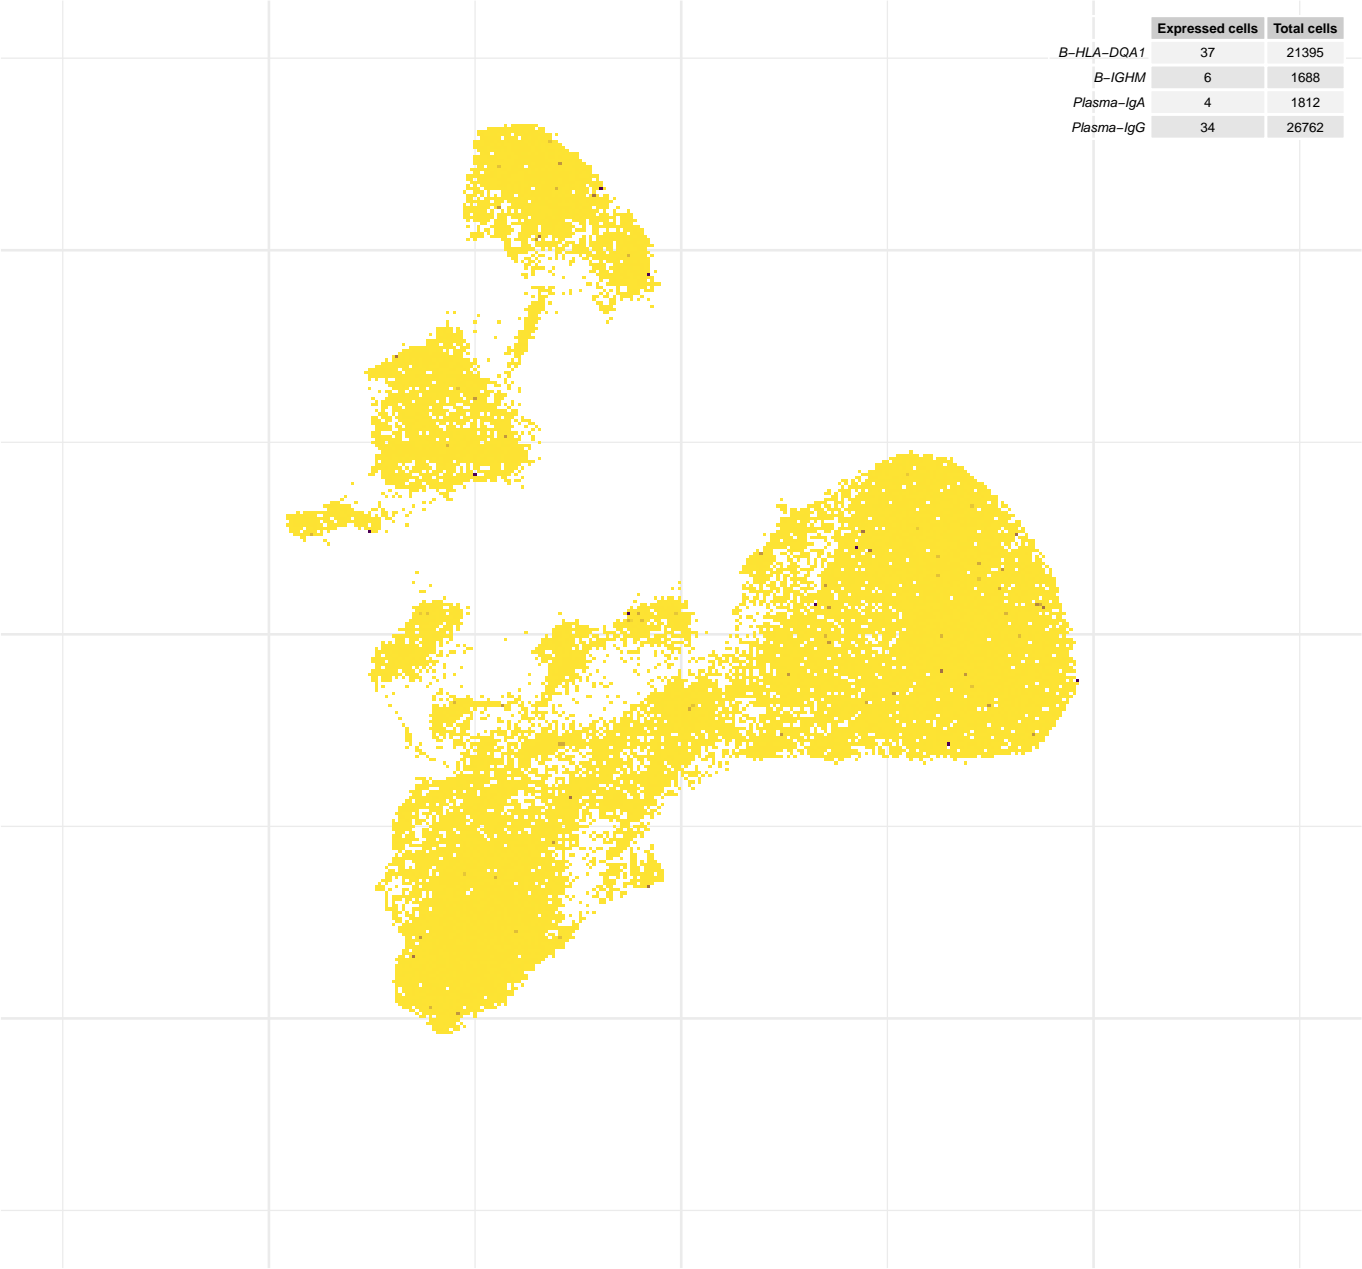 Expressed cells Total cells
B−HLA−DQA1 37 21395
B−IGHM 6 1688
Plasma−IgA 4 1812
Plasma−IgG 34 26762